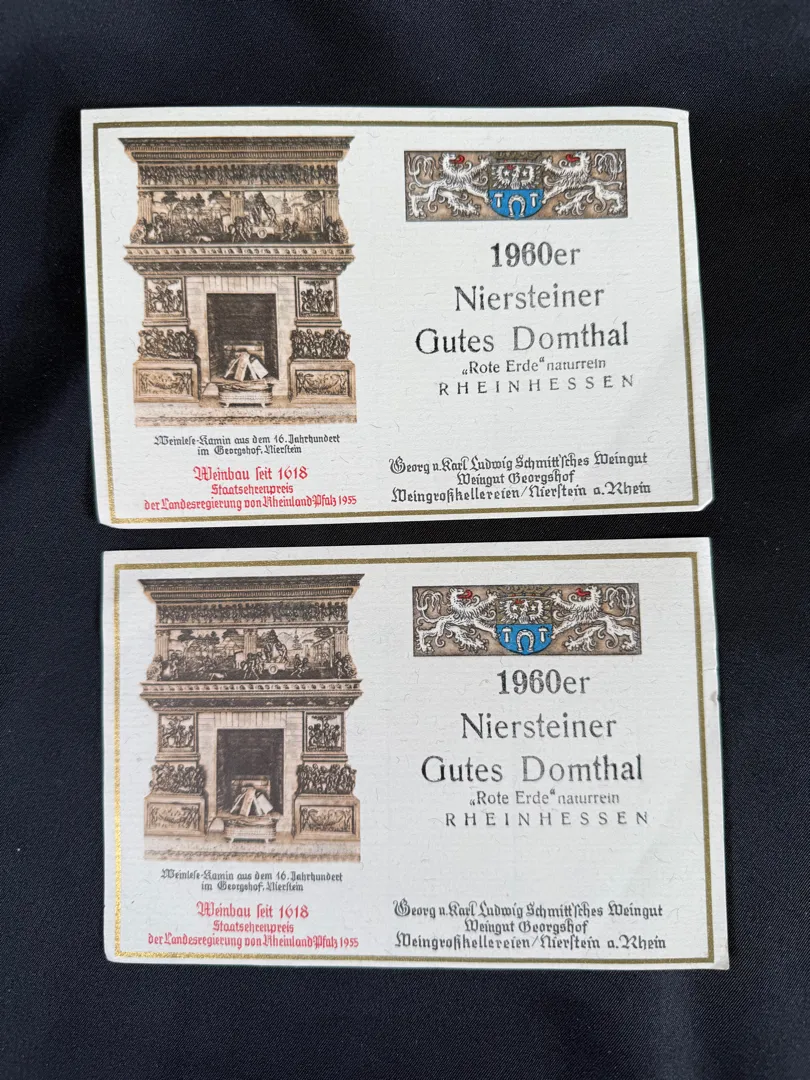 1960er
Niersteiner
Gutes Domthal
„Rote Erde“ naturrein
RHEINHESSEN
Weinlese-Kamin aus dem 16. Jahrhundert
im Georgshof, Nierstein
Weinbau seit 1618
Staatsehrenpreis
der Landesregierung von Rheinland Pfalz 1955
Georg u. Karl Ludwig Schmitt'sches Weingut
Weingut Georgshof
Weingroßkellereien/Nierstein a. Rhein
1960er
Niersteiner
Gutes Domthal
„Rote Erde“ naturrein
RHEINHESSEN
Weinlese-Kamin aus dem 16. Jahrhundert
im Georgshof, Nierstein
Weinbau seit 1618
Staatsehrenpreis
der Landesregierung von Rheinland Pfalz 1955
Georg u. Karl Ludwig Schmitt'sches Weingut
Weingut Georgshof
Weingroßkellereien/Nierstein a. Rhein